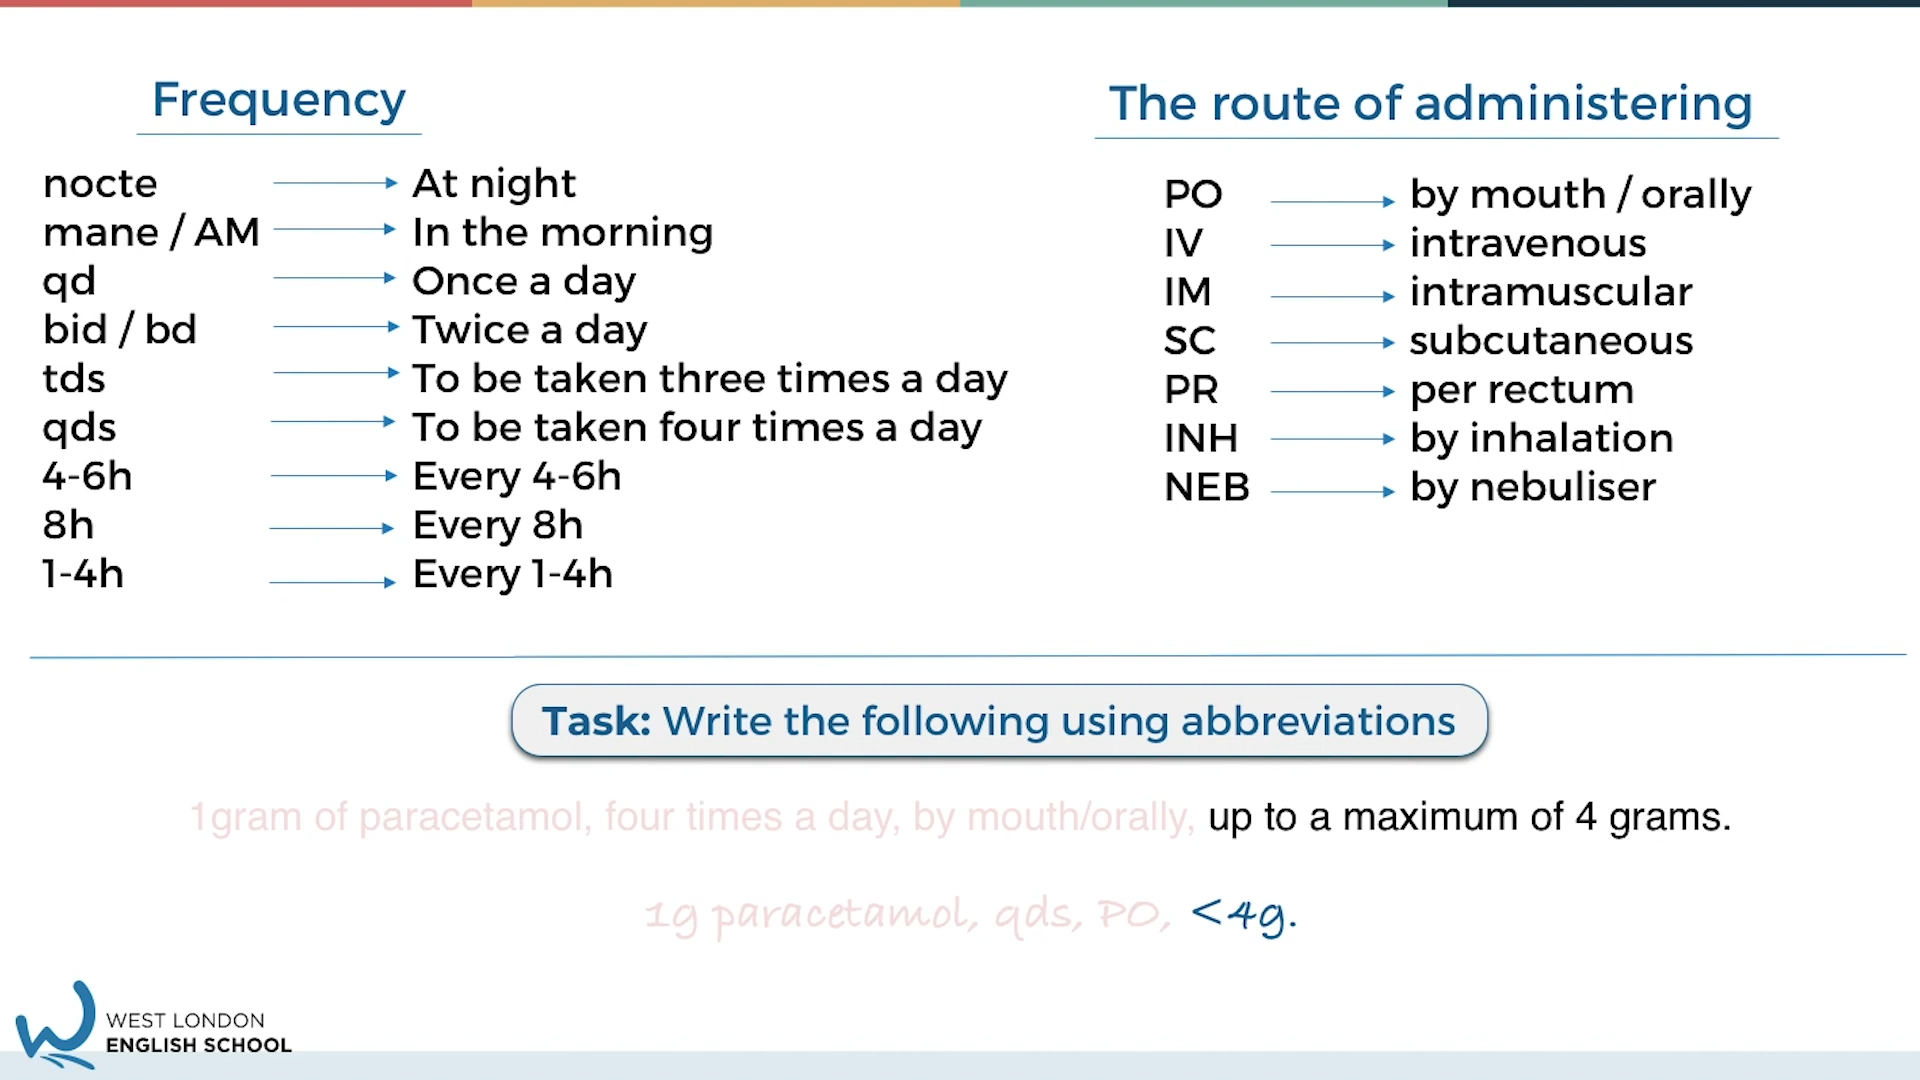 Frequency
nocte At night
mane / AM In the morning
qd Once a day
bid / bd Twice a day
tds To be taken three times a day
qds To be taken four times a day
4-6h Every 4-6h
8h Every 8h
1-4h Every 1-4h
The route of administering
PO by mouth / orally
IV intravenous
IM intramuscular
SC subcutaneous
PR per rectum
INH by inhalation
NEB by nebuliser
Task: Write the following using abbreviations
1gram of paracetamol, four times a day, by mouth/orally, up to a maximum of 4 grams.
1g paracetamol, qds, PO, <4g.
WEST LONDON
ENGLISH SCHOOL